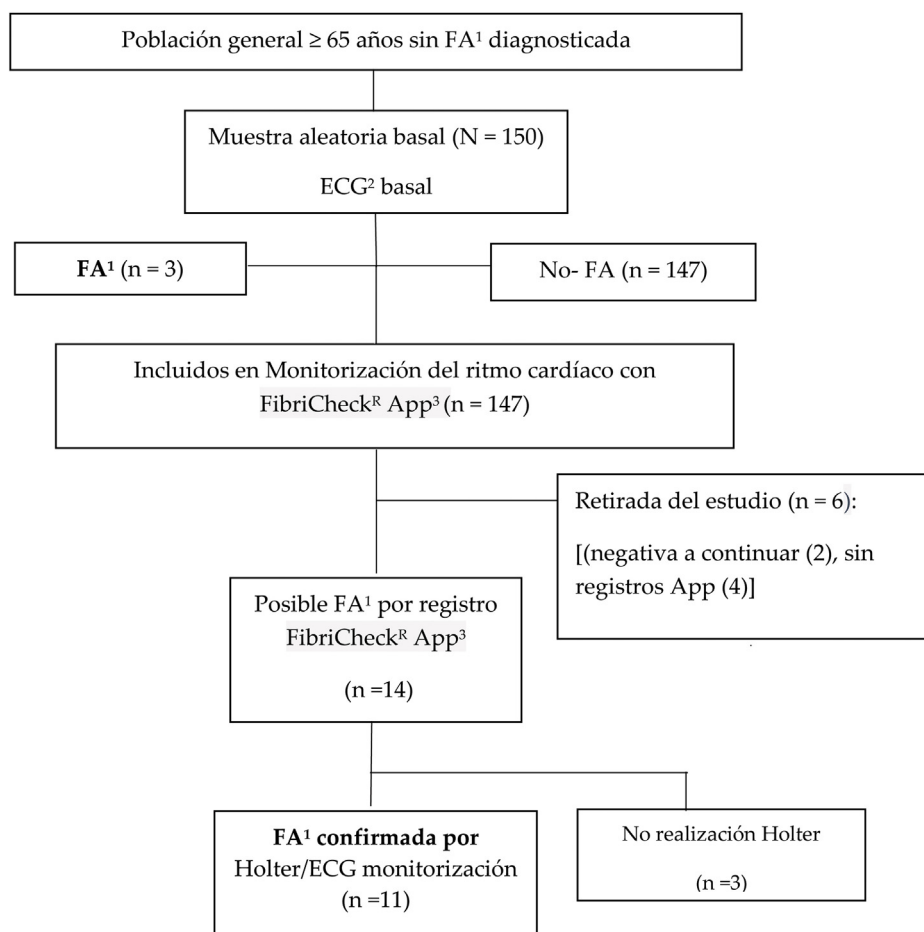 Población general ≥ 65 años sin FA¹ diagnosticada
Muestra aleatoria basal (N = 150)
ECG² basal
FA¹ (n = 3)
No- FA (n = 147)
Incluidos en Monitorización del ritmo cardíaco con
FibriCheckᴿ App³ (n = 147)
Retirada del estudio (n = 6):
[(negativa a continuar (2), sin
registros App (4)]
Posible FA¹ por registro
FibriCheckᴿ App³
(n =14)
FA¹ confirmada por
Holter/ECG monitorización
(n =11)
No realización Holter
(n =3)